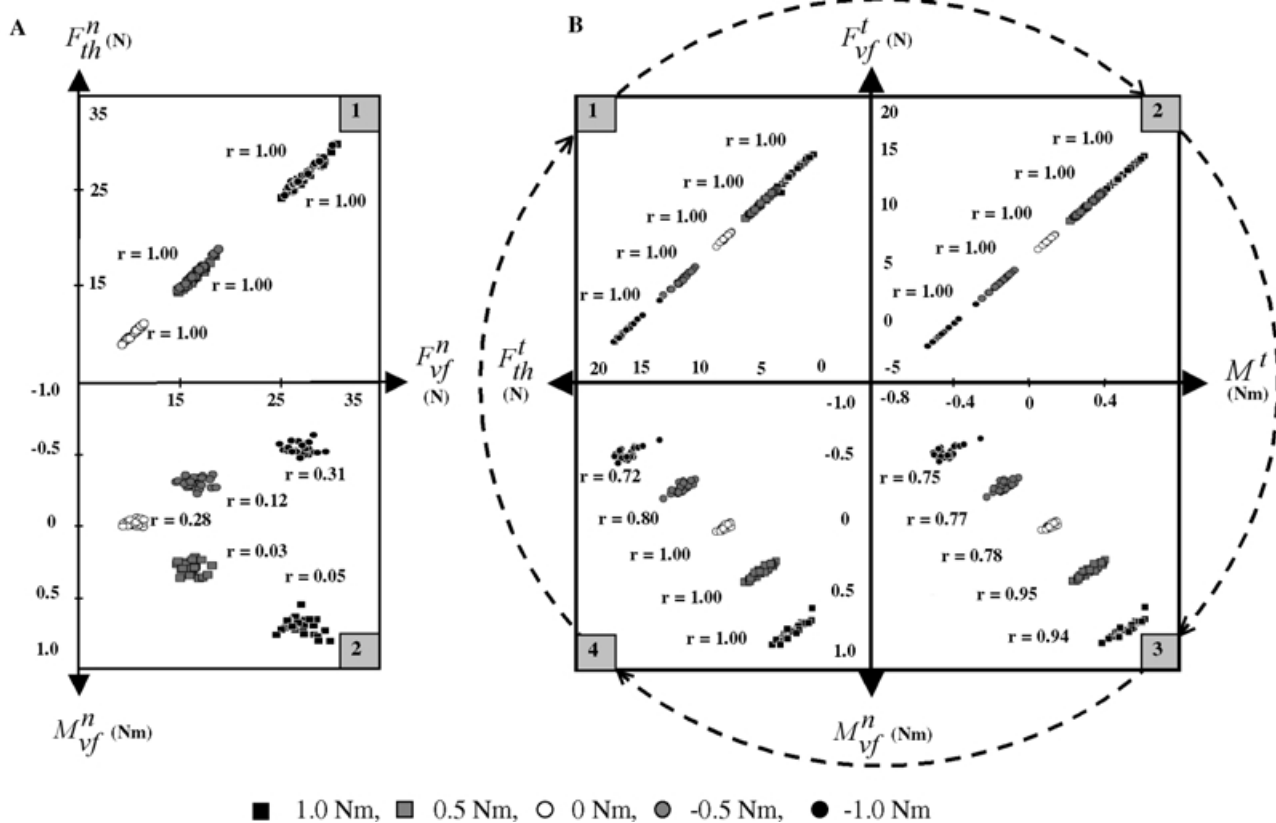 A
F^n_th (N)
1
35
25
15
r = 1.00
r = 1.00
r = 1.00
r = 1.00
r = 1.00
F^n_vf (N)
15 25 35
-1.0
-0.5
0
0.5
1.0
r = 0.31
r = 0.12
r = 0.28
r = 0.03
r = 0.05
2
M^n_vf (Nm)
B
F^t_vf (N)
1
r = 1.00
r = 1.00
r = 1.00
r = 1.00
r = 1.00
F^t_th (N)
20 15 10 5 0
2
20
15
10
5
0
-5
r = 1.00
r = 1.00
r = 1.00
r = 1.00
r = 1.00
M^t (Nm)
-0.8 -0.4 0 0.4
-1.0
-0.5
0
0.5
1.0
r = 0.72
r = 0.80
r = 1.00
r = 1.00
r = 1.00
4
r = 0.75
r = 0.77
r = 0.78
r = 0.95
r = 0.94
3
M^n_vf (Nm)
1.0 Nm, 0.5 Nm, 0 Nm, -0.5 Nm, -1.0 Nm